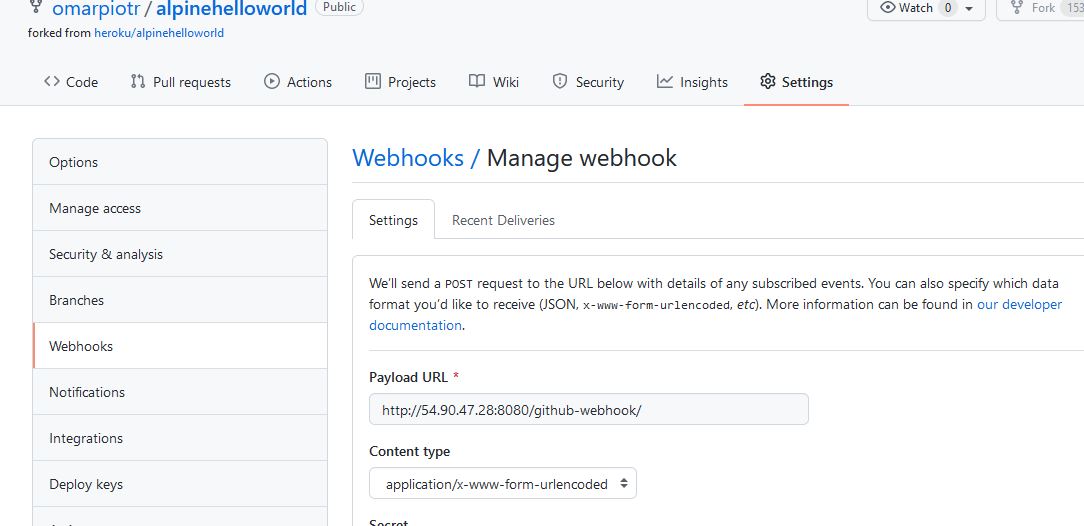 omarpiotr / alpinehelloworld Public
Watch 0
Fork 153
forked from heroku/alpinehelloworld
Code Pull requests Actions Projects Wiki Security Insights Settings
Options
Manage access
Security & analysis
Branches
Webhooks
Notifications
Integrations
Deploy keys
Webhooks / Manage webhook
Settings Recent Deliveries
We'll send a POST request to the URL below with details of any subscribed events. You can also specify which data
format you'd like to receive (JSON, x-www-form-urlencoded, etc). More information can be found in our developer
documentation.
Payload URL *
http://54.90.47.28:8080/github-webhook/
Content type
application/x-www-form-urlencoded
Secret